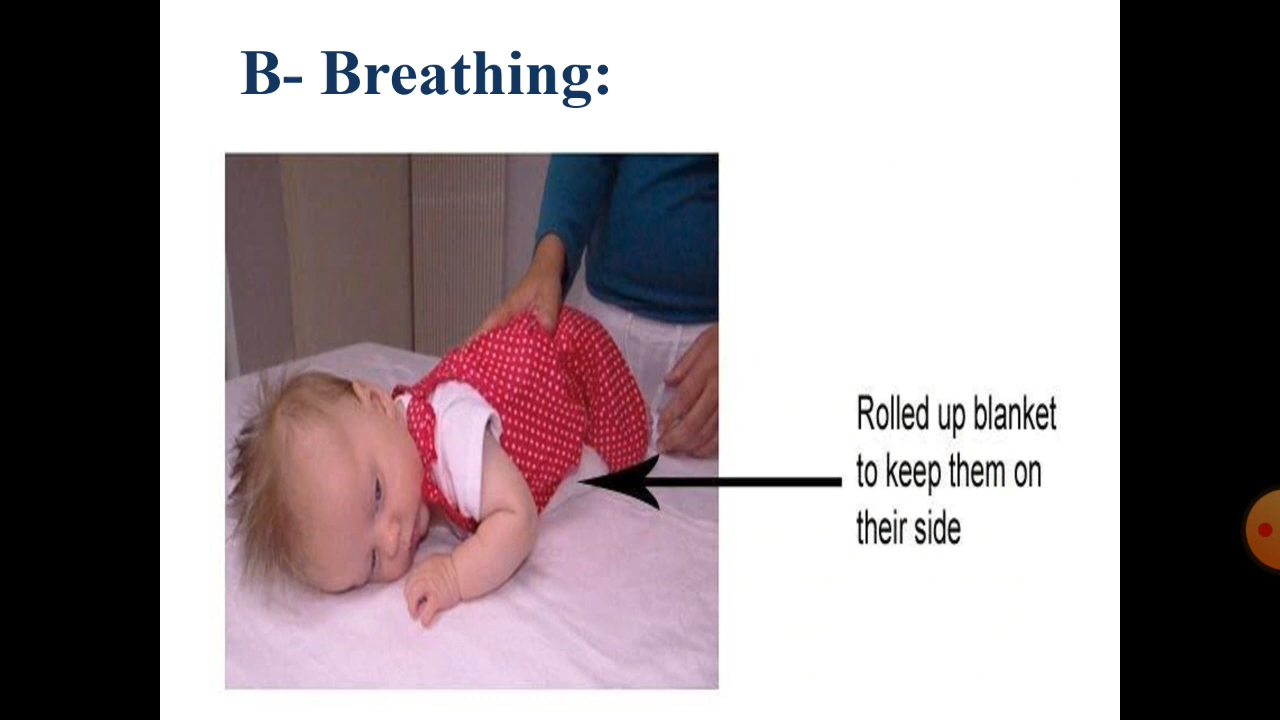 B- Breathing:
Rolled up blanket
to keep them on
their side